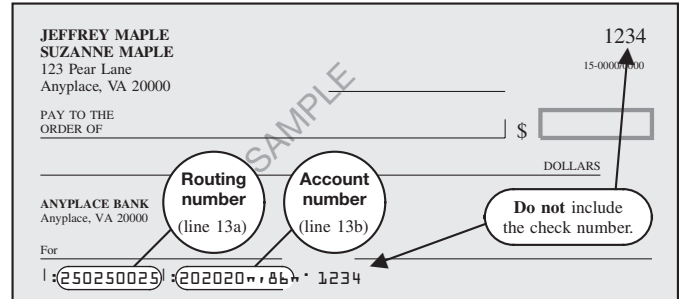 JEFFREY MAPLE
SUZANNE MAPLE
123 Pear Lane
Anyplace, VA 20000
1234
15-0000/0000
SAMPLE
PAY TO THE
ORDER OF
$
DOLLARS
Routing
number
(line 13a)
Account
number
(line 13b)
ANYPLACE BANK
Anyplace, VA 20000
Do not include
the check number.
For
|:250250025|:202020"'86"' 1234